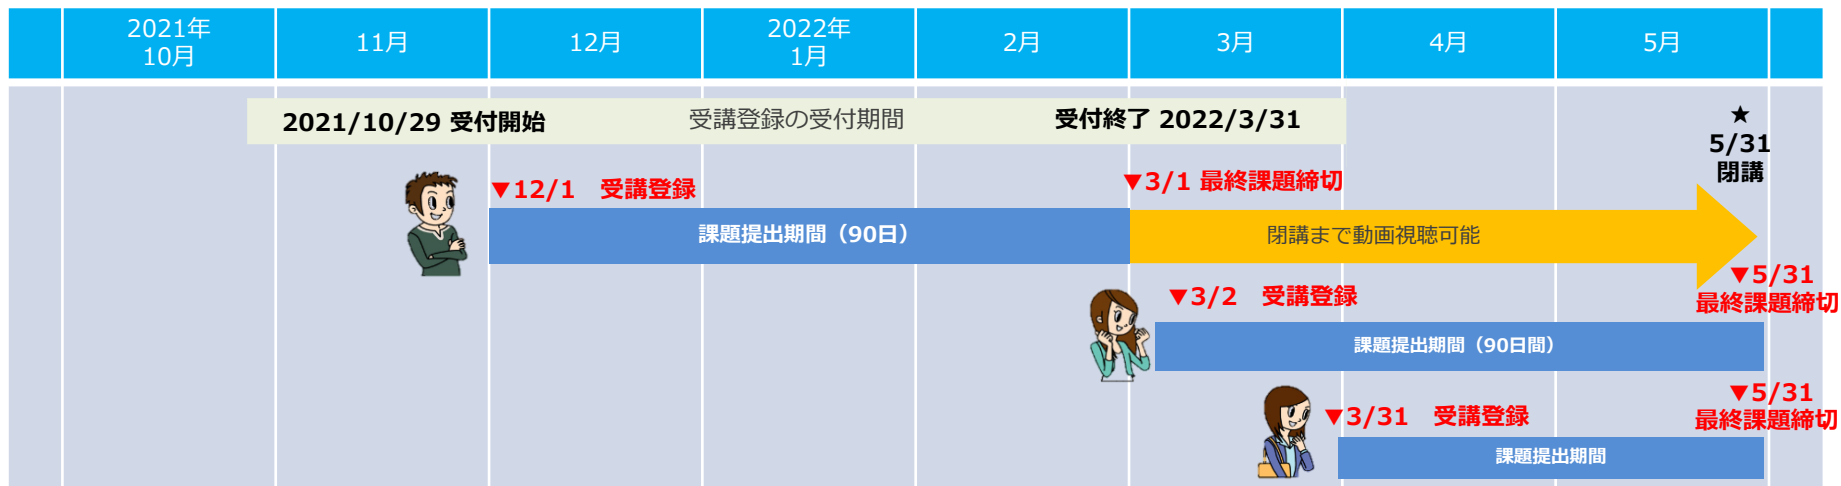 2021年
10月
11月
12月
2022年
1月
2月
3月
4月
5月
2021/10/29 受付開始
受講登録の受付期間
受付終了 2022/3/31
★
5/31
閉講
▼12/1　受講登録
▼3/1 最終課題締切
課題提出期間（90日）
閉講まで動画視聴可能
▼5/31
最終課題締切
▼3/2　受講登録
課題提出期間（90日間）
▼5/31
最終課題締切
▼3/31　受講登録
課題提出期間